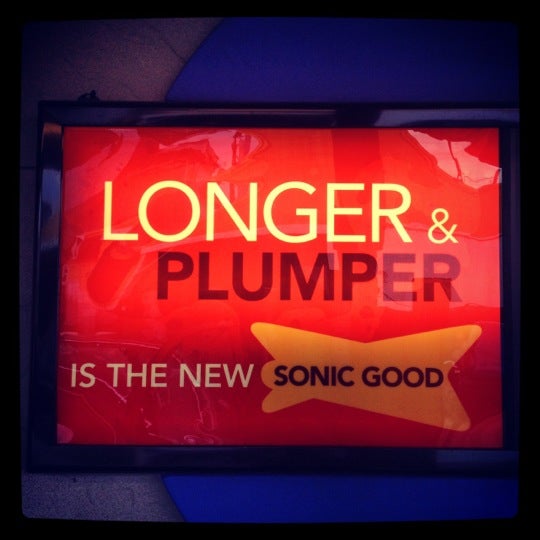 LONGER &
PLUMPER
IS THE NEW SONIC GOOD